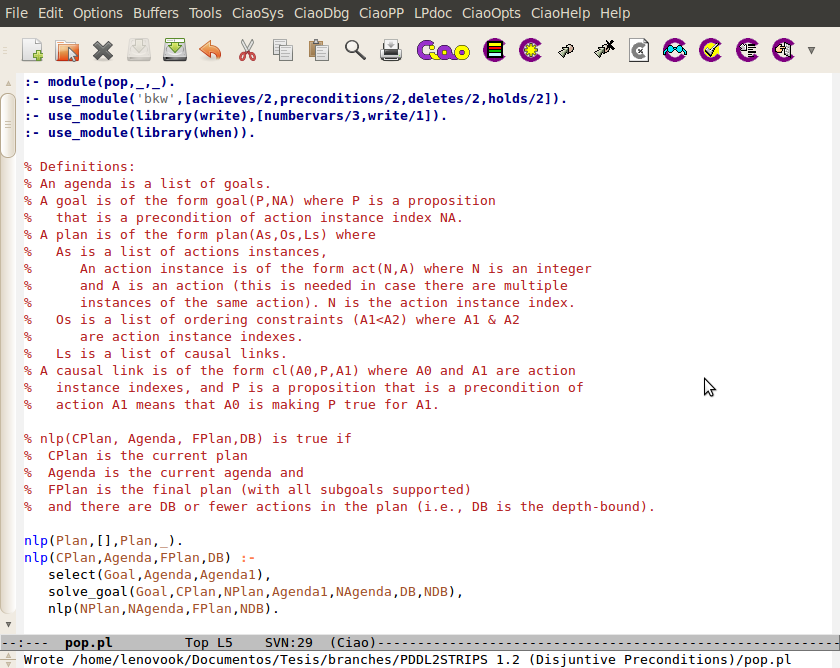 File Edit Options Buffers Tools CiaoSys CiaoDbg CiaoPP LPdoc CiaoOpts CiaoHelp Help
Ciao
:- module(pop,_,_).
:- use_module('bkw',[achieves/2,preconditions/2,deletes/2,holds/2]).
:- use_module(library(write),[numbervars/3,write/1]).
:- use_module(library(when)).
% Definitions:
% An agenda is a list of goals.
% A goal is of the form goal(P,NA) where P is a proposition
%   that is a precondition of action instance index NA.
% A plan is of the form plan(As,Os,Ls) where
%   As is a list of actions instances,
%      An action instance is of the form act(N,A) where N is an integer
%      and A is an action (this is needed in case there are multiple
%      instances of the same action). N is the action instance index.
%   Os is a list of ordering constraints (A1<A2) where A1 & A2
%      are action instance indexes.
%   Ls is a list of causal links.
% A causal link is of the form cl(A0,P,A1) where A0 and A1 are action
%   instance indexes, and P is a proposition that is a precondition of
%   action A1 means that A0 is making P true for A1.
% nlp(CPlan, Agenda, FPlan,DB) is true if
%  CPlan is the current plan
%  Agenda is the current agenda and
%  FPlan is the final plan (with all subgoals supported)
%  and there are DB or fewer actions in the plan (i.e., DB is the depth-bound).
nlp(Plan,[],Plan,_).
nlp(CPlan,Agenda,FPlan,DB) :-
   select(Goal,Agenda,Agenda1),
   solve_goal(Goal,CPlan,NPlan,Agenda1,NAgenda,DB,NDB),
   nlp(NPlan,NAgenda,FPlan,NDB).
--:---  pop.pl         Top L5    SVN:29  (Ciao)----------------------------------------------------------
Wrote /home/lenovook/Documentos/Tesis/branches/PDDL2STRIPS 1.2 (Disjuntive Preconditions)/pop.pl